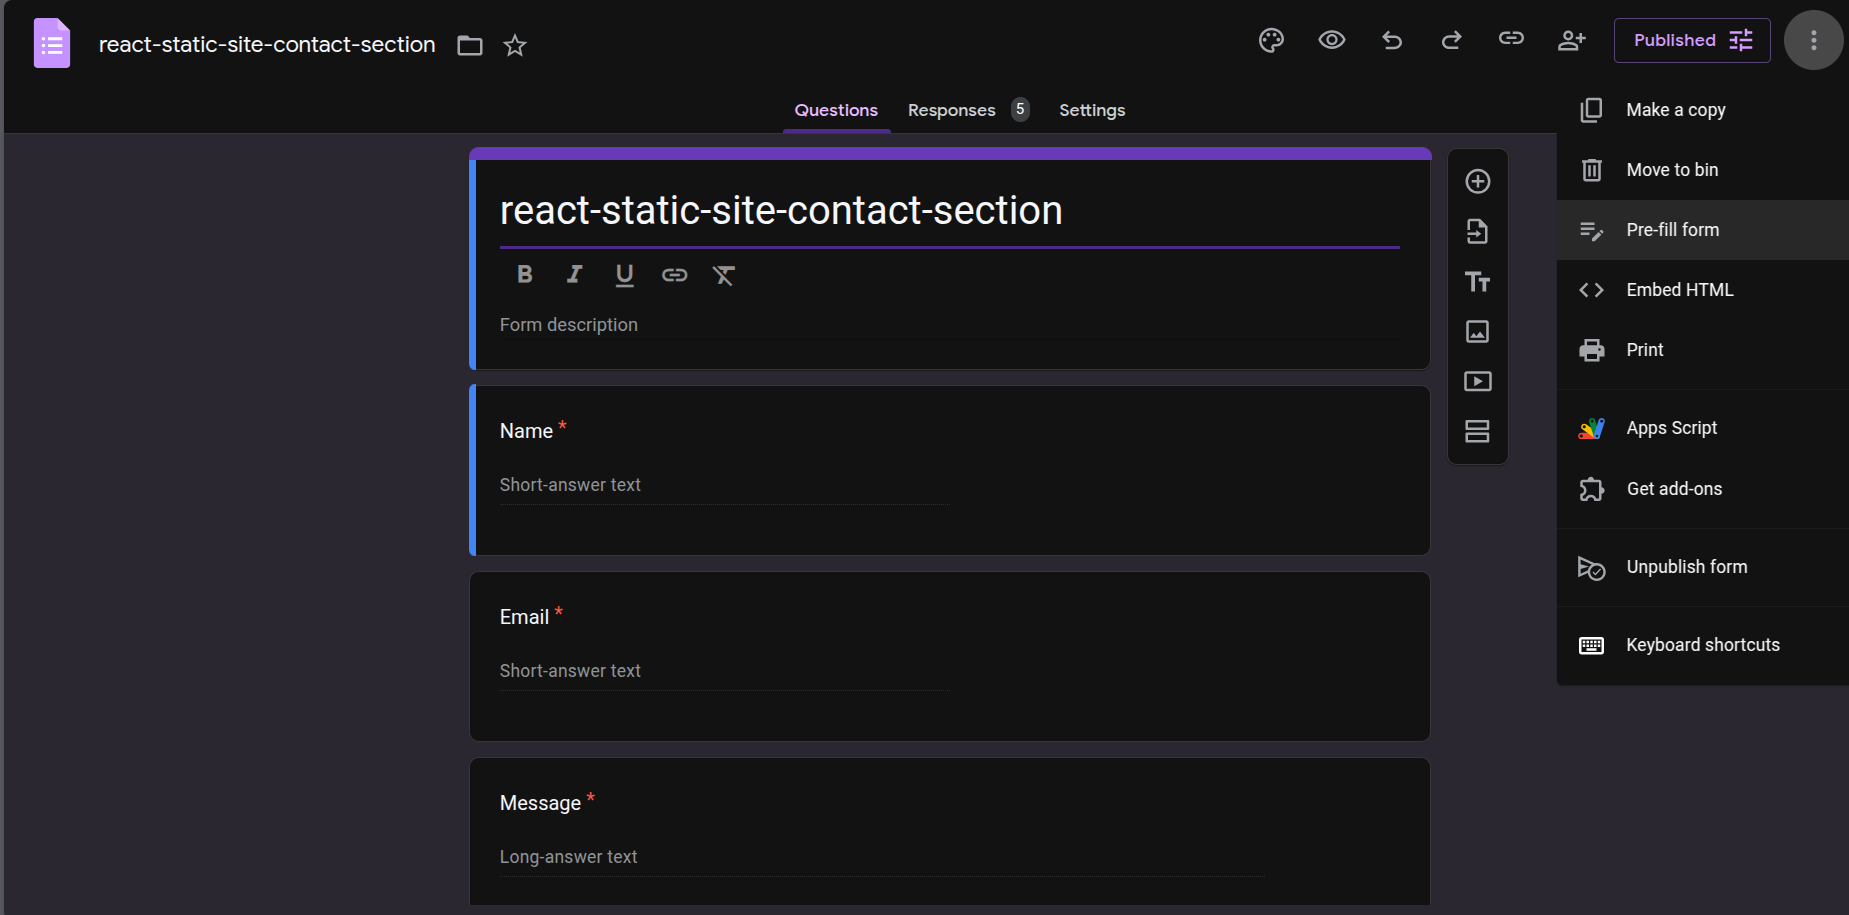 react-static-site-contact-section
Published
Questions
Responses 5
Settings
Make a copy
Move to bin
Pre-fill form
Embed HTML
Print
Apps Script
Get add-ons
Unpublish form
Keyboard shortcuts
react-static-site-contact-section
B I U
Form description
Tт
Name *
Short-answer text
Email *
Short-answer text
Message *
Long-answer text